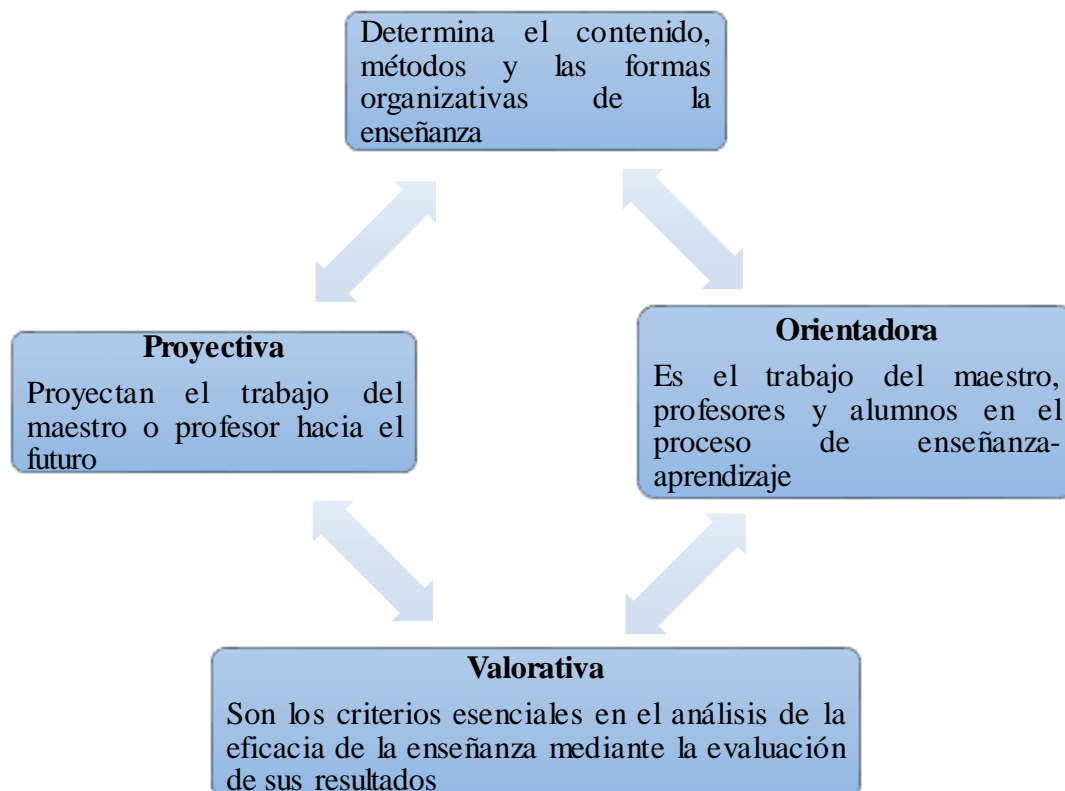 Determina el contenido,
métodos y las formas
organizativas de la
enseñanza
Proyectiva
Proyectan el trabajo del
maestro o profesor hacia el
futuro
Orientadora
Es el trabajo del maestro,
profesores y alumnos en el
proceso de enseñanza-
aprendizaje
Valorativa
Son los criterios esenciales en el análisis de la
eficacia de la enseñanza mediante la evaluación
de sus resultados